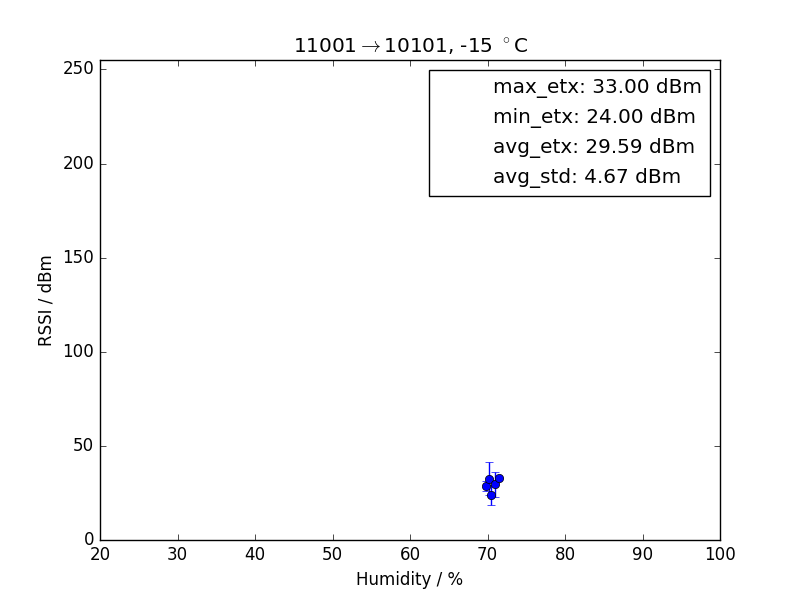 11001→10101, -15 °C
max_etx: 33.00 dBm
min_etx: 24.00 dBm
avg_etx: 29.59 dBm
avg_std: 4.67 dBm
RSSI / dBm
250
200
150
100
50
0
20 30 40 50 60 70 80 90 100
Humidity / %